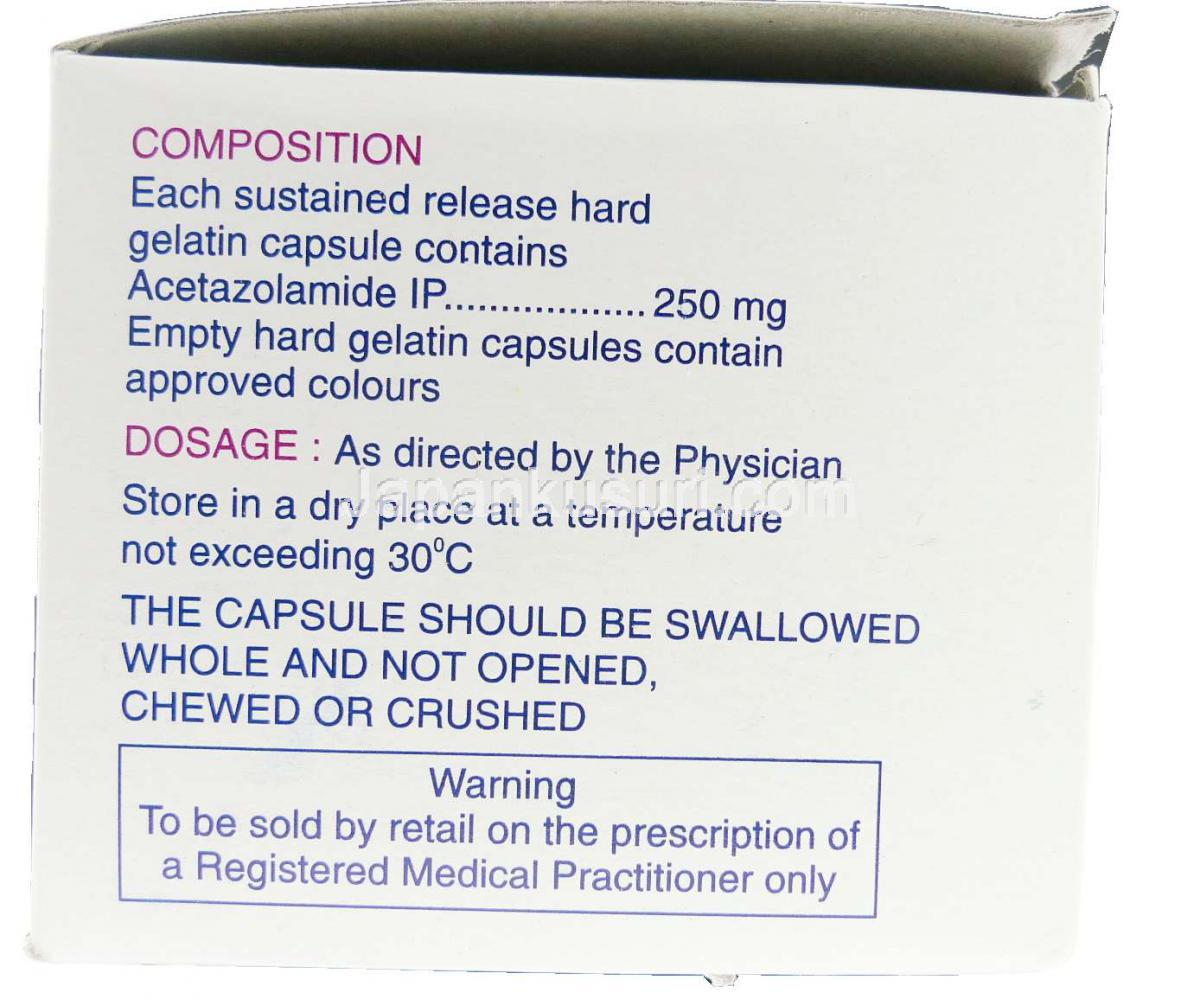 COMPOSITION
Each sustained release hard
gelatin capsule contains
Acetazolamide IP.................. 250 mg
Empty hard gelatin capsules contain
approved colours
DOSAGE : As directed by the Physician
Japankusuri.com
Store in a dry place at a temperature
not exceeding 30⁰C
THE CAPSULE SHOULD BE SWALLOWED
WHOLE AND NOT OPENED,
CHEWED OR CRUSHED
Warning
To be sold by retail on the prescription of
a Registered Medical Practitioner only